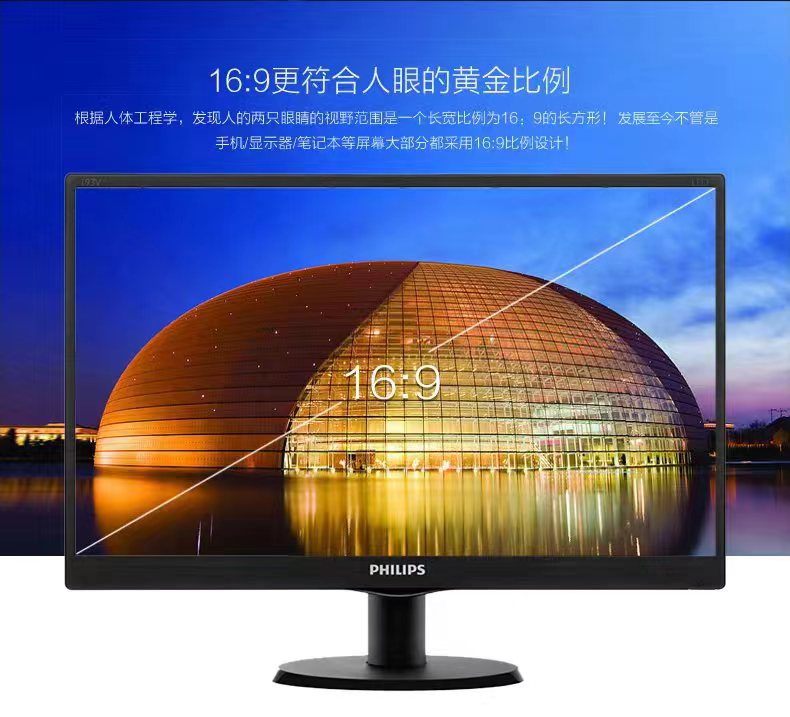 16:9更符合人眼的黄金比例
根据人体工程学，发现人的两只眼睛的视野范围是一个长宽比例为16：9的长方形！发展至今不管是
手机/显示器/笔记本等屏幕大部分都采用16:9比例设计！
193V
16:9
PHILIPS